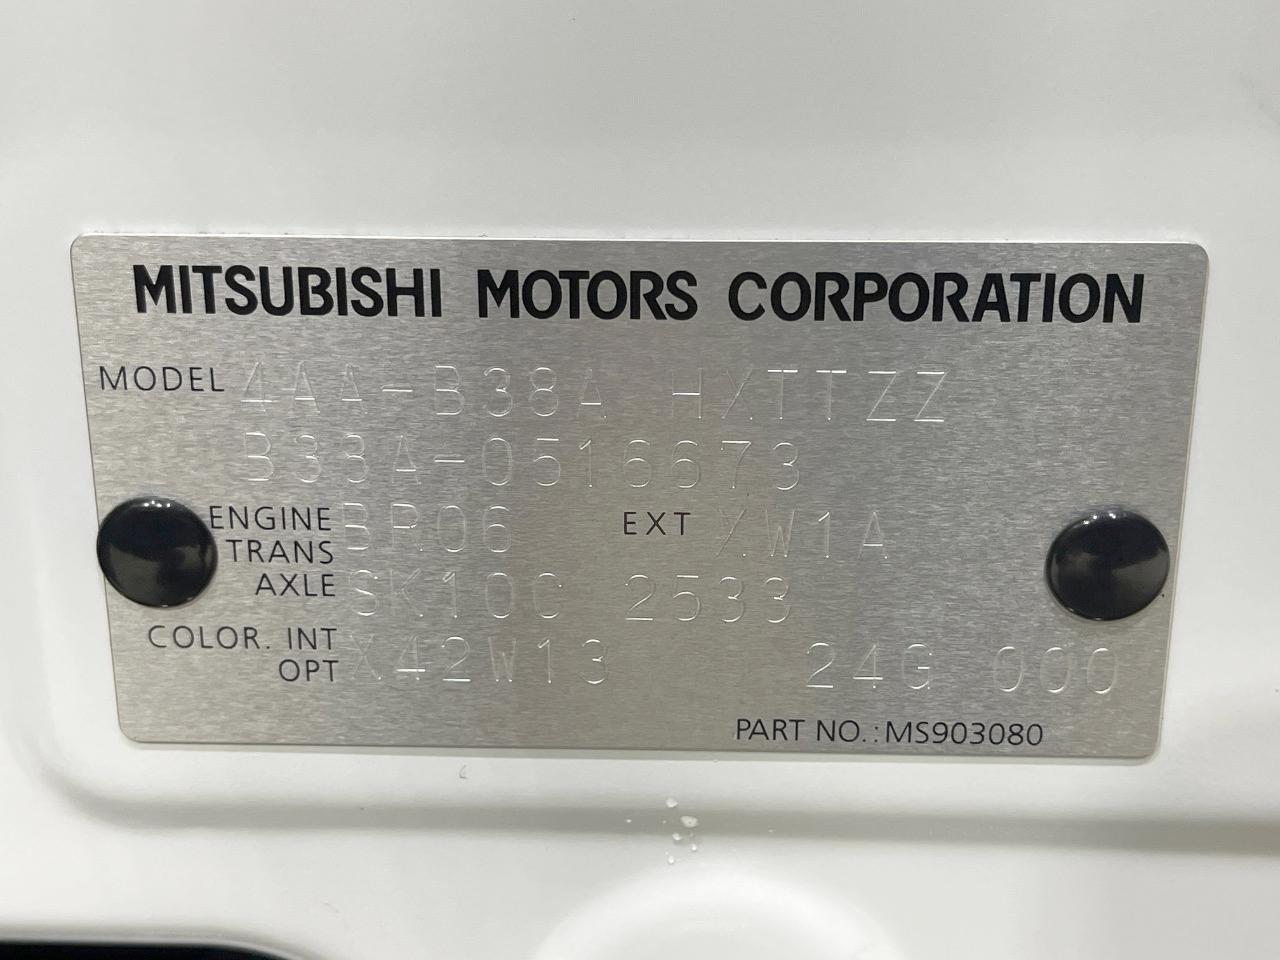 MITSUBISHI MOTORS CORPORATION
MODEL 4AA-B38A HXTTZZ
B38A-0516673
ENGINE BR06 EXT XW1A
TRANS
AXLE SK10C 2533
COLOR. INT
OPT X42W13 24G 000
PART NO.:MS903080